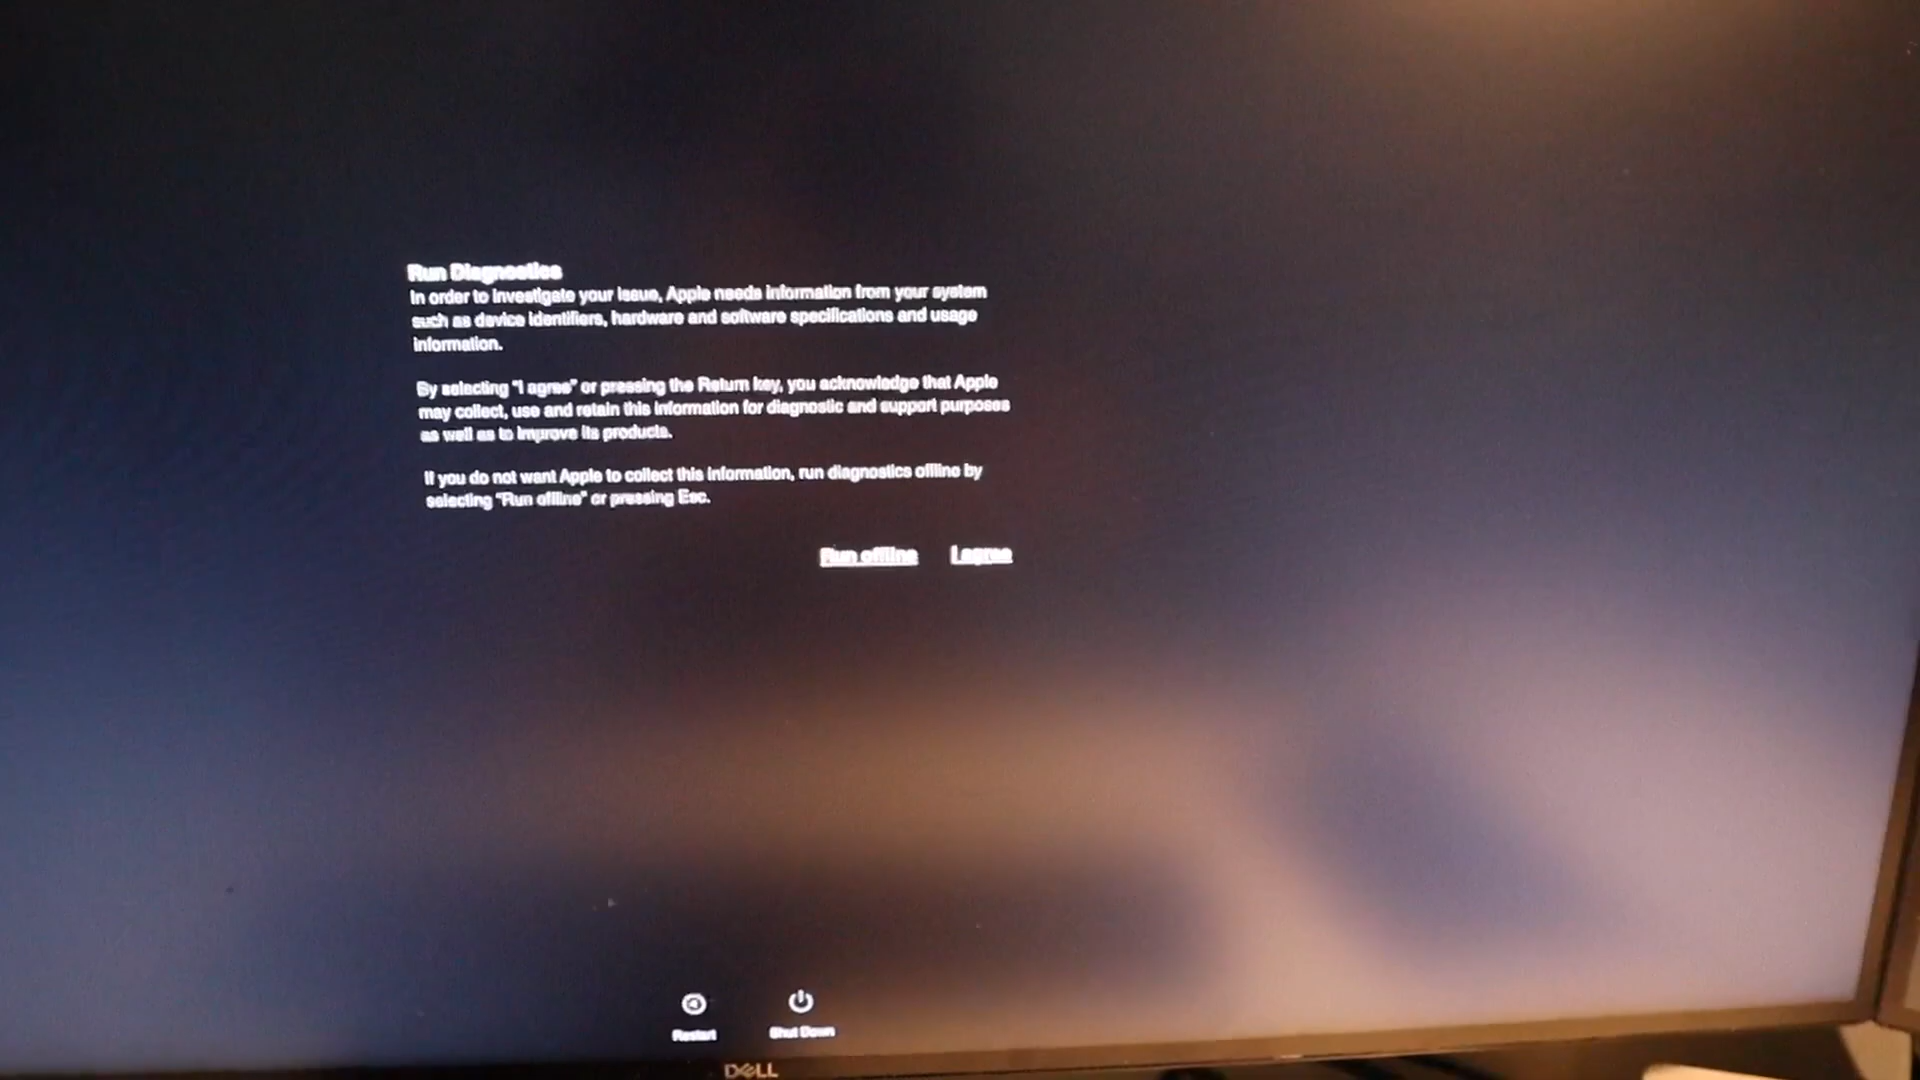 Run Diagnostics
In order to investigate your issue, Apple needs information from your system
such as device identifiers, hardware and software specifications and usage
information.
By selecting "I agree" or pressing the Return key, you acknowledge that Apple
may collect, use and retain this information for diagnostic and support purposes
as well as to improve its products.
If you do not want Apple to collect this information, run diagnostics offline by
selecting "Run offline" or pressing Esc.
Run offline I agree
Restart Shut Down
DELL